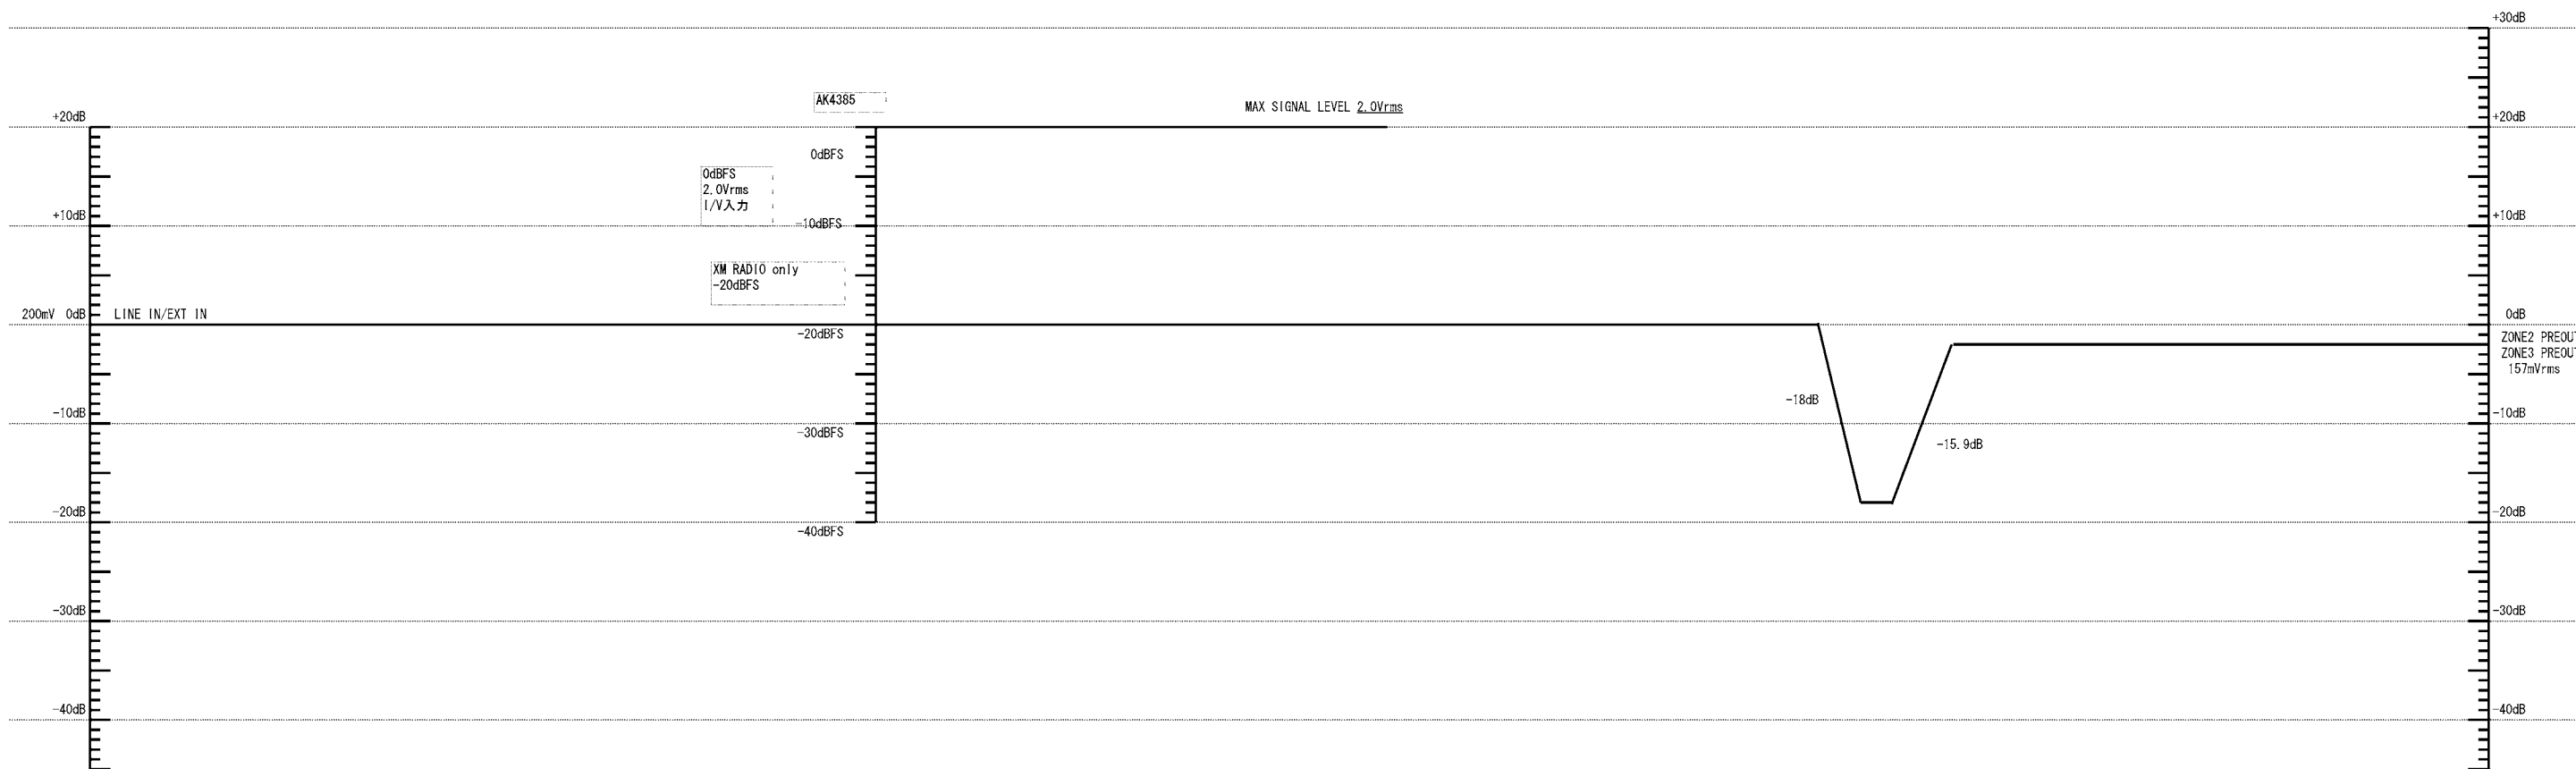 +30dB
AK4385
MAX SIGNAL LEVEL 2.0Vrms
+20dB
+20dB
0dBFS
0dBFS
2.0Vrms
I/V入力
+10dB
-10dBFS
+10dB
XM RADIO only
-20dBFS
200mV 0dB
LINE IN/EXT IN
0dB
-20dBFS
ZONE2 PREOU
ZONE3 PREOU
157mVrms
-18dB
-10dB
-30dBFS
-10dB
-15.9dB
-20dB
-40dBFS
-20dB
-30dB
-30dB
-40dB
-40dB